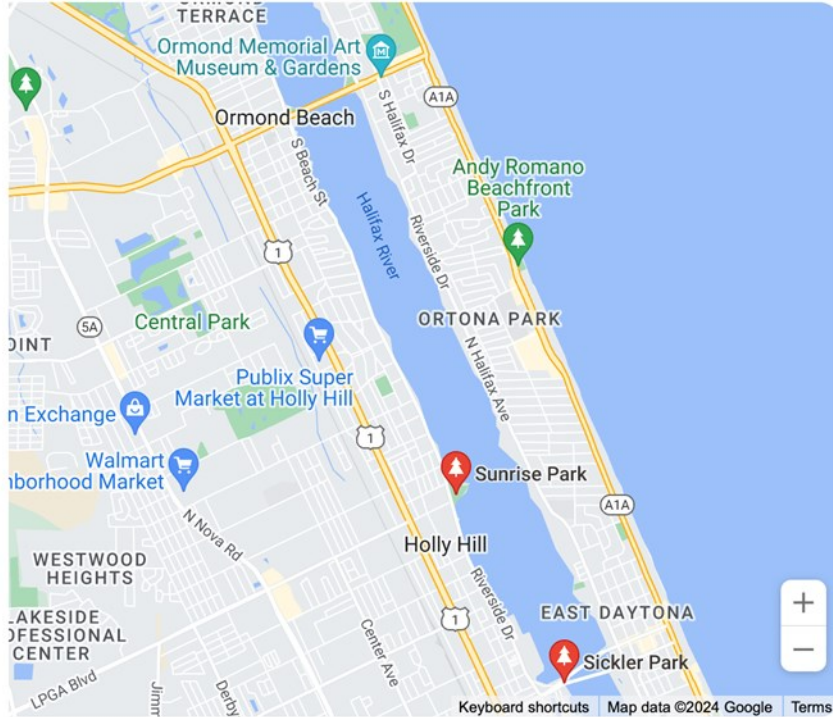 TERRACE
Ormond Memorial Art
Museum & Gardens
A1A
Ormond Beach
S Halifax Dr
S Beach St
Andy Romano
Beachfront
Park
Halifax River
Riverside Dr
1
ORTONA PARK
Central Park
5A
OINT
N Halifax Ave
Publix Super
Market at Holly Hill
n Exchange
1
Walmart
hborhood Market
Sunrise Park
A1A
N Nova Rd
Holly Hill
WESTWOOD
HEIGHTS
Riverside Dr
EAST DAYTONA
LAKESIDE
OFESSIONAL
CENTER
1
Center Ave
Sickler Park
LPGA Blvd
Jimm
Derby
Keyboard shortcuts
Map data ©2024 Google
Terms